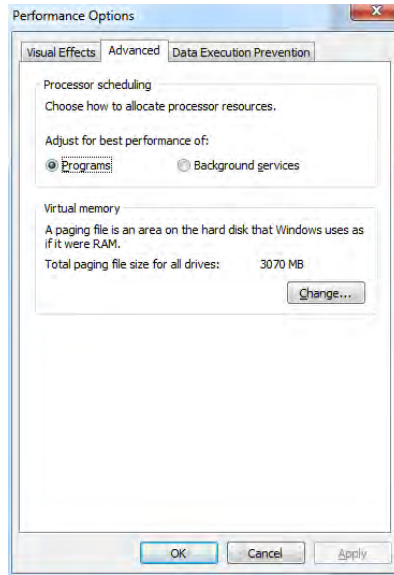 Performance Options
X
Visual Effects Advanced Data Execution Prevention
Processor scheduling
Choose how to allocate processor resources.
Adjust for best performance of:
Programs Background services
Virtual memory
A paging file is an area on the hard disk that Windows uses as
if it were RAM.
Total paging file size for all drives: 3070 MB
Change...
OK Cancel Apply